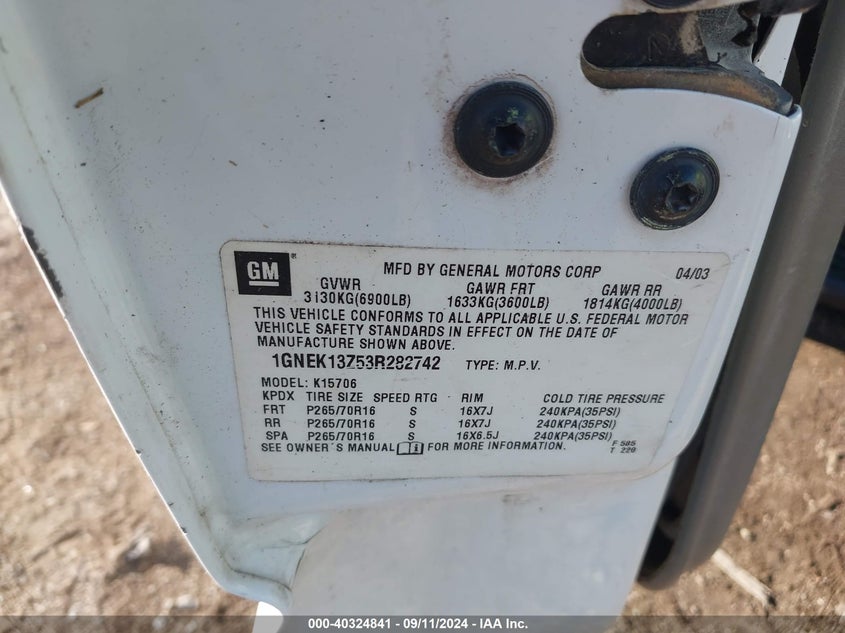 GM ®
MFD BY GENERAL MOTORS CORP 04/03
GVWR GAWR FRT GAWR RR
3130KG(6900LB) 1633KG(3600LB) 1814KG(4000LB)
THIS VEHICLE CONFORMS TO ALL APPLICABLE U.S. FEDERAL MOTOR
VEHICLE SAFETY STANDARDS IN EFFECT ON THE DATE OF
MANUFACTURE SHOWN ABOVE.
1GNEK13Z53R282742 TYPE: M.P.V.
MODEL: K15706
KPDX TIRE SIZE SPEED RTG RIM COLD TIRE PRESSURE
FRT P265/70R16 S 16X7J 240KPA(35PSI)
RR P265/70R16 S 16X7J 240KPA(35PSI)
SPA P265/70R16 S 16X6.5J 240KPA(35PSI)
SEE OWNER'S MANUAL i FOR MORE INFORMATION.
F 585
T 220
000-40324841 - 09/11/2024 - IAA Inc.